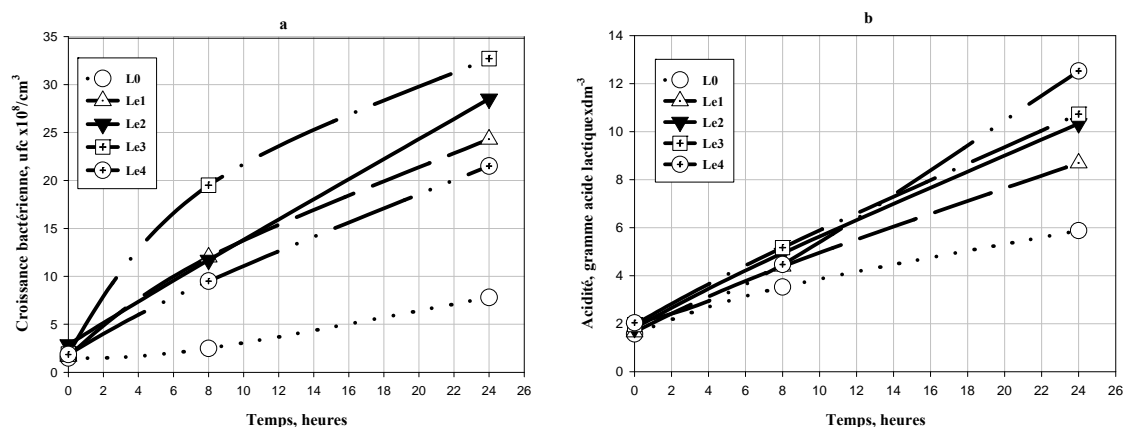 a
Croissance bactérienne, ufc x10⁸/cm³
35
30
25
20
15
10
5
0
L0
Le1
Le2
Le3
Le4
0 2 4 6 8 10 12 14 16 18 20 22 24 26
Temps, heures
b
Acidité, gramme acide lactiquexdm⁻³
14
12
10
8
6
4
2
0
L0
Le1
Le2
Le3
Le4
0 2 4 6 8 10 12 14 16 18 20 22 24 26
Temps, heures